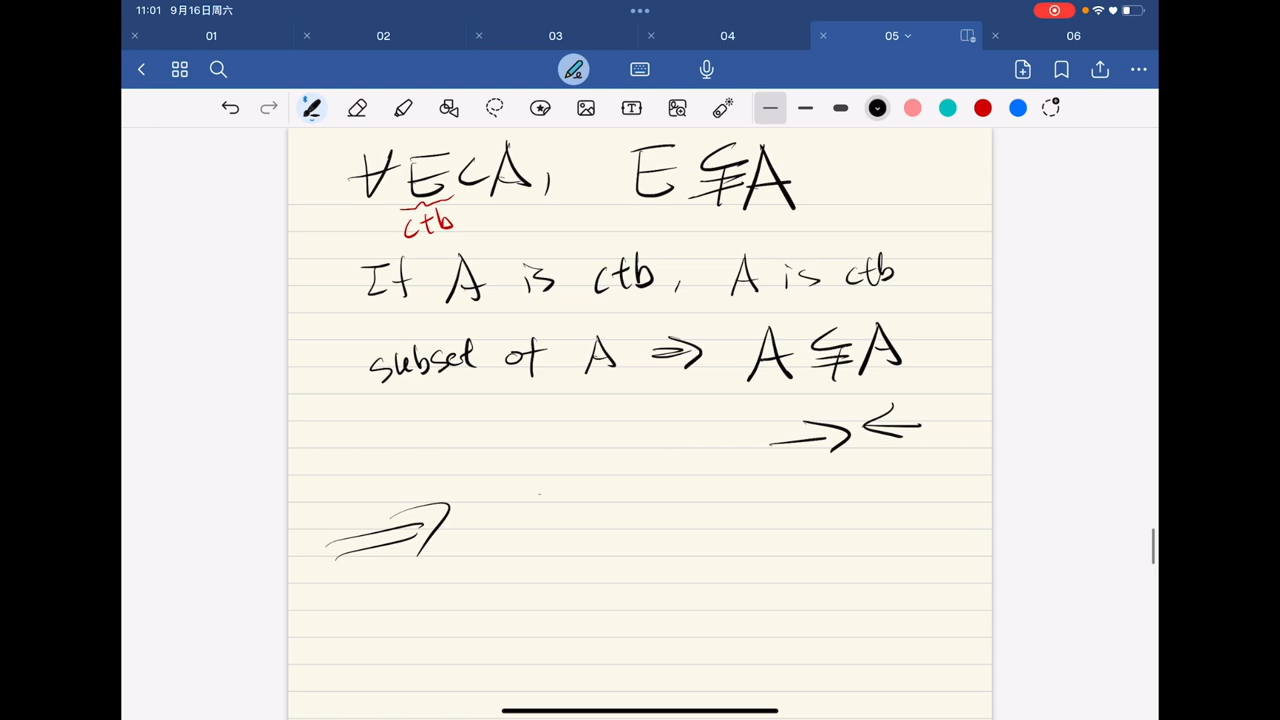 11:01 9月16日周六
01 02 03 04 05 06
∀E⊂A, E⊊A
ctb
If A is ctb, A is ctb
subset of A ⇒ A⊊A
→←
⇒